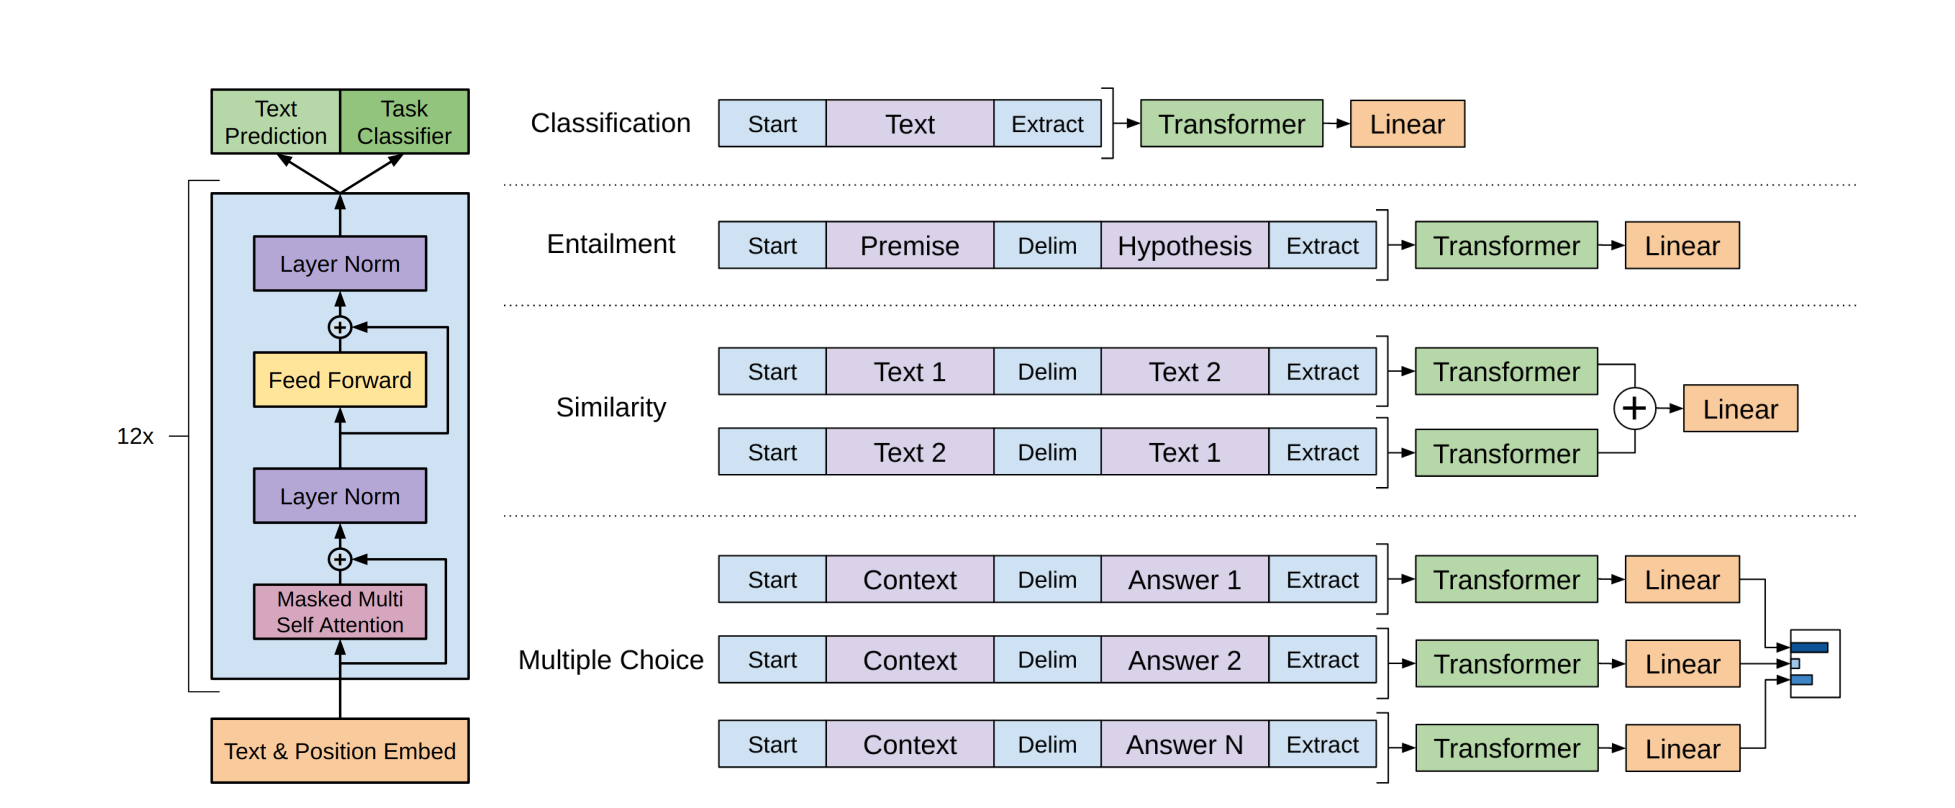 Text
Prediction
Task
Classifier
12x
Layer Norm
Feed Forward
Layer Norm
Masked Multi
Self Attention
Text & Position Embed
Classification
Start Text Extract Transformer Linear
Entailment
Start Premise Delim Hypothesis Extract Transformer Linear
Similarity
Start Text 1 Delim Text 2 Extract Transformer
Start Text 2 Delim Text 1 Extract Transformer
Linear
Multiple Choice
Start Context Delim Answer 1 Extract Transformer Linear
Start Context Delim Answer 2 Extract Transformer Linear
Start Context Delim Answer N Extract Transformer Linear